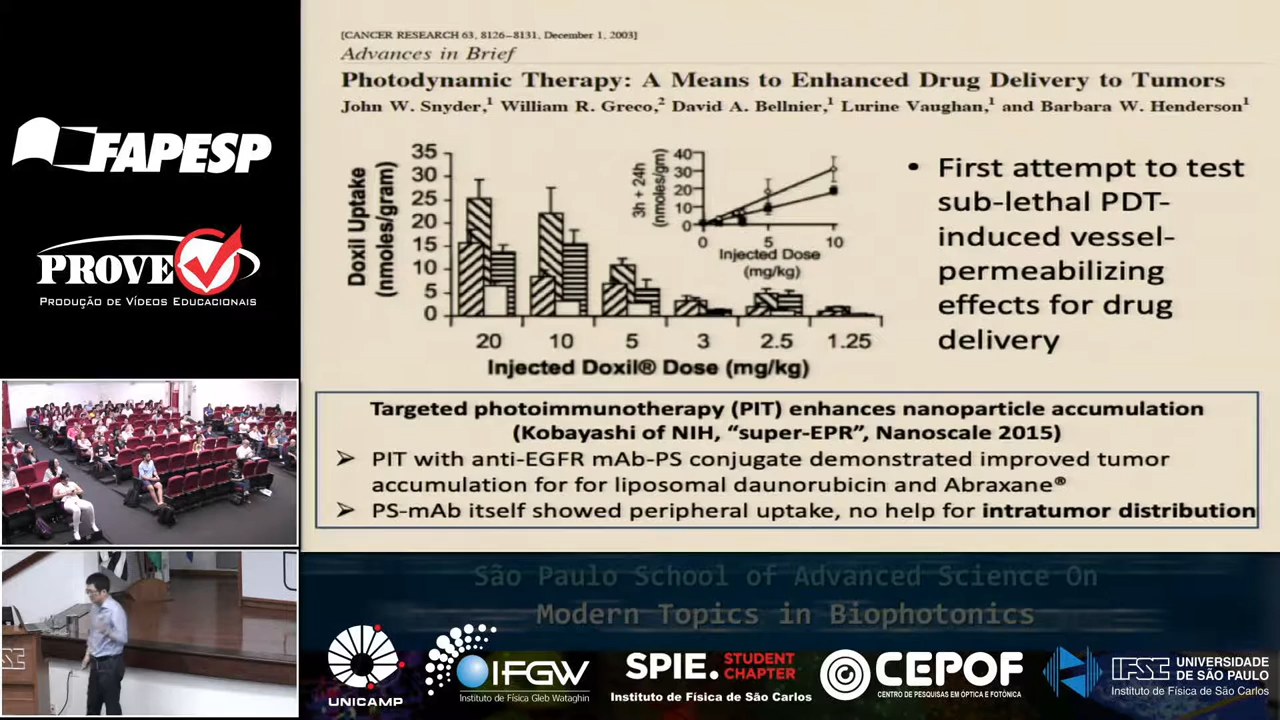 FAPESP
PROVE
PRODUÇÃO DE VÍDEOS EDUCACIONAIS
[CANCER RESEARCH 63, 8126–8131, December 1, 2003]
Advances in Brief
Photodynamic Therapy: A Means to Enhanced Drug Delivery to Tumors
John W. Snyder,1 William R. Greco,2 David A. Bellnier,1 Lurine Vaughan,1 and Barbara W. Henderson1
Doxil Uptake
(nmoles/gram)
35
30
25
20
15
10
5
0
20 10 5 3 2.5 1.25
Injected Doxil® Dose (mg/kg)
3h + 24h
(nmoles/gm)
40
30
20
10
0
0 5 10
Injected Dose
(mg/kg)
• First attempt to test
sub-lethal PDT-
induced vessel-
permeabilizing
effects for drug
delivery
Targeted photoimmunotherapy (PIT) enhances nanoparticle accumulation
(Kobayashi of NIH, “super-EPR”, Nanoscale 2015)
➢ PIT with anti-EGFR mAb-PS conjugate demonstrated improved tumor
accumulation for for liposomal daunorubicin and Abraxane®
➢ PS-mAb itself showed peripheral uptake, no help for intratumor distribution
São Paulo School of Advanced Science On
Modern Topics in Biophotonics
UNICAMP
IFGW
Instituto de Física Gleb Wataghin
SPIE. STUDENT
CHAPTER
Instituto de Física de São Carlos
CEPOF
CENTRO DE PESQUISAS EM ÓPTICA E FOTÔNICA
IFSC UNIVERSIDADE
DE SÃO PAULO
Instituto de Física de São Carlos